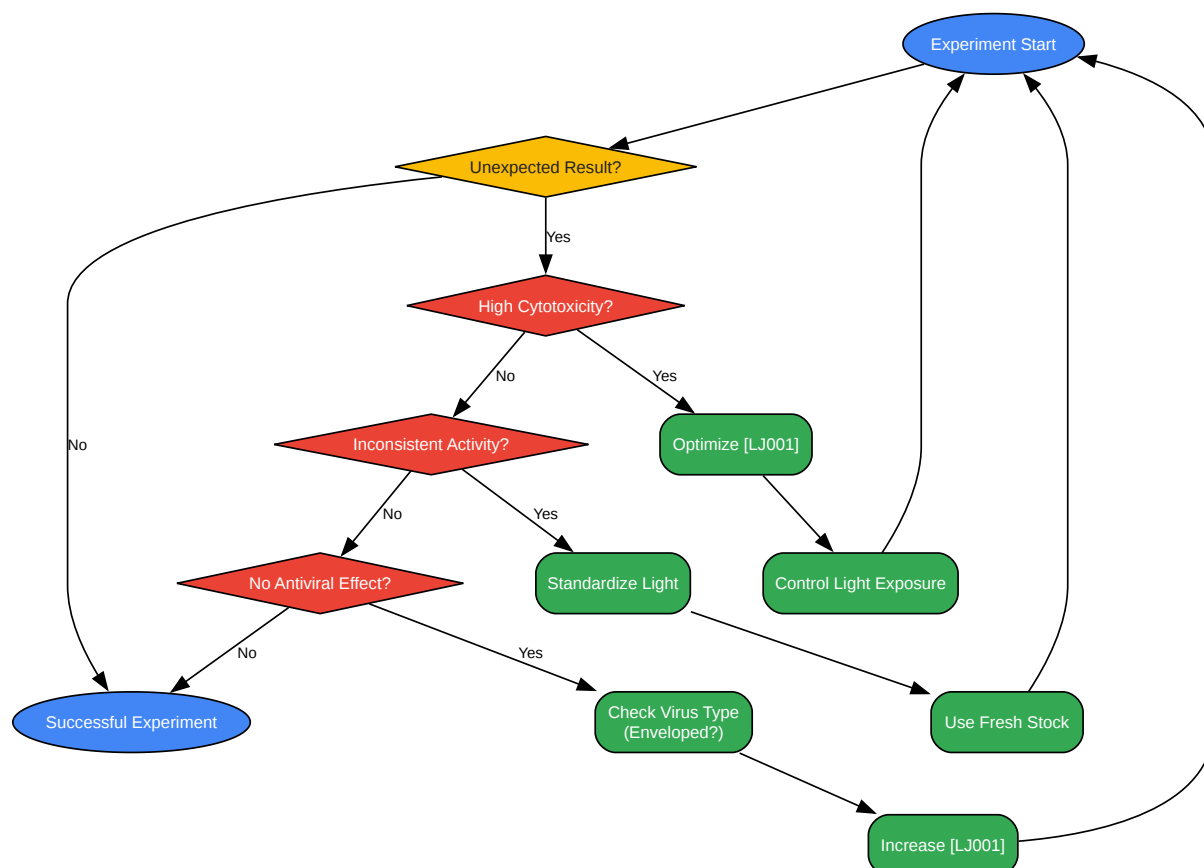 Experiment Start
Unexpected Result?
Yes
High Cytotoxicity?
No
Yes
No
Inconsistent Activity?
Optimize [LJ001]
No
Yes
No Antiviral Effect?
Standardize Light
Control Light Exposure
No
Yes
Successful Experiment
Check Virus Type
(Enveloped?)
Use Fresh Stock
Increase [LJ001]